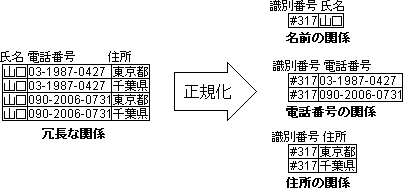 氏名 電話番号 住所
山口 03-1987-0427 東京都
山口 03-1987-0427 千葉県
山口 090-2006-0731 東京都
山口 090-2006-0731 千葉県
冗長な関係
正規化
識別番号 氏名
#317 山口
名前の関係
識別番号 電話番号
#317 03-1987-0427
#317 090-2006-0731
電話番号の関係
識別番号 住所
#317 東京都
#317 千葉県
住所の関係